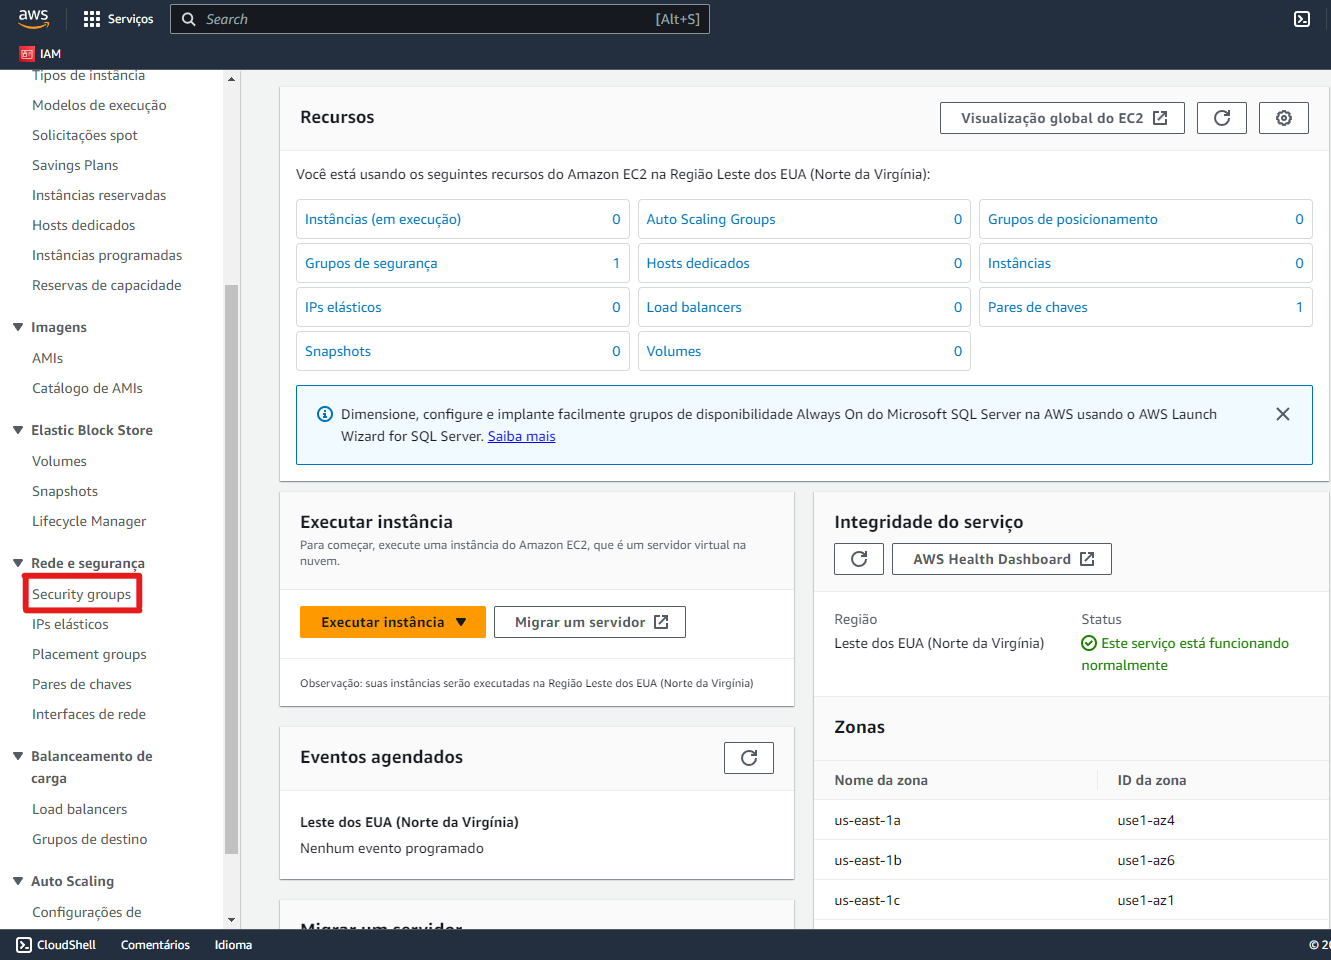 aws
Serviços
Search
[Alt+S]
IAM
Tipos de instância
Modelos de execução
Solicitações spot
Savings Plans
Instâncias reservadas
Hosts dedicados
Instâncias programadas
Reservas de capacidade
Imagens
AMIs
Catálogo de AMIs
Elastic Block Store
Volumes
Snapshots
Lifecycle Manager
Rede e segurança
Security groups
IPs elásticos
Placement groups
Pares de chaves
Interfaces de rede
Balanceamento de
carga
Load balancers
Grupos de destino
Auto Scaling
Configurações de
Recursos
Visualização global do EC2
Você está usando os seguintes recursos do Amazon EC2 na Região Leste dos EUA (Norte da Virgínia):
Instâncias (em execução) 0
Auto Scaling Groups 0
Grupos de posicionamento 0
Grupos de segurança 1
Hosts dedicados 0
Instâncias 0
IPs elásticos 0
Load balancers 0
Pares de chaves 1
Snapshots 0
Volumes 0
Dimensione, configure e implante facilmente grupos de disponibilidade Always On do Microsoft SQL Server na AWS usando o AWS Launch
Wizard for SQL Server. Saiba mais
Executar instância
Para começar, execute uma instância do Amazon EC2, que é um servidor virtual na
nuvem.
Executar instância
Migrar um servidor
Observação: suas instâncias serão executadas na Região Leste dos EUA (Norte da Virgínia)
Eventos agendados
Leste dos EUA (Norte da Virgínia)
Nenhum evento programado
Migrar um servidor
Integridade do serviço
AWS Health Dashboard
Região
Leste dos EUA (Norte da Virgínia)
Status
Este serviço está funcionando
normalmente
Zonas
Nome da zona ID da zona
us-east-1a use1-az4
us-east-1b use1-az6
us-east-1c use1-az1
CloudShell
Comentários
Idioma
© 20